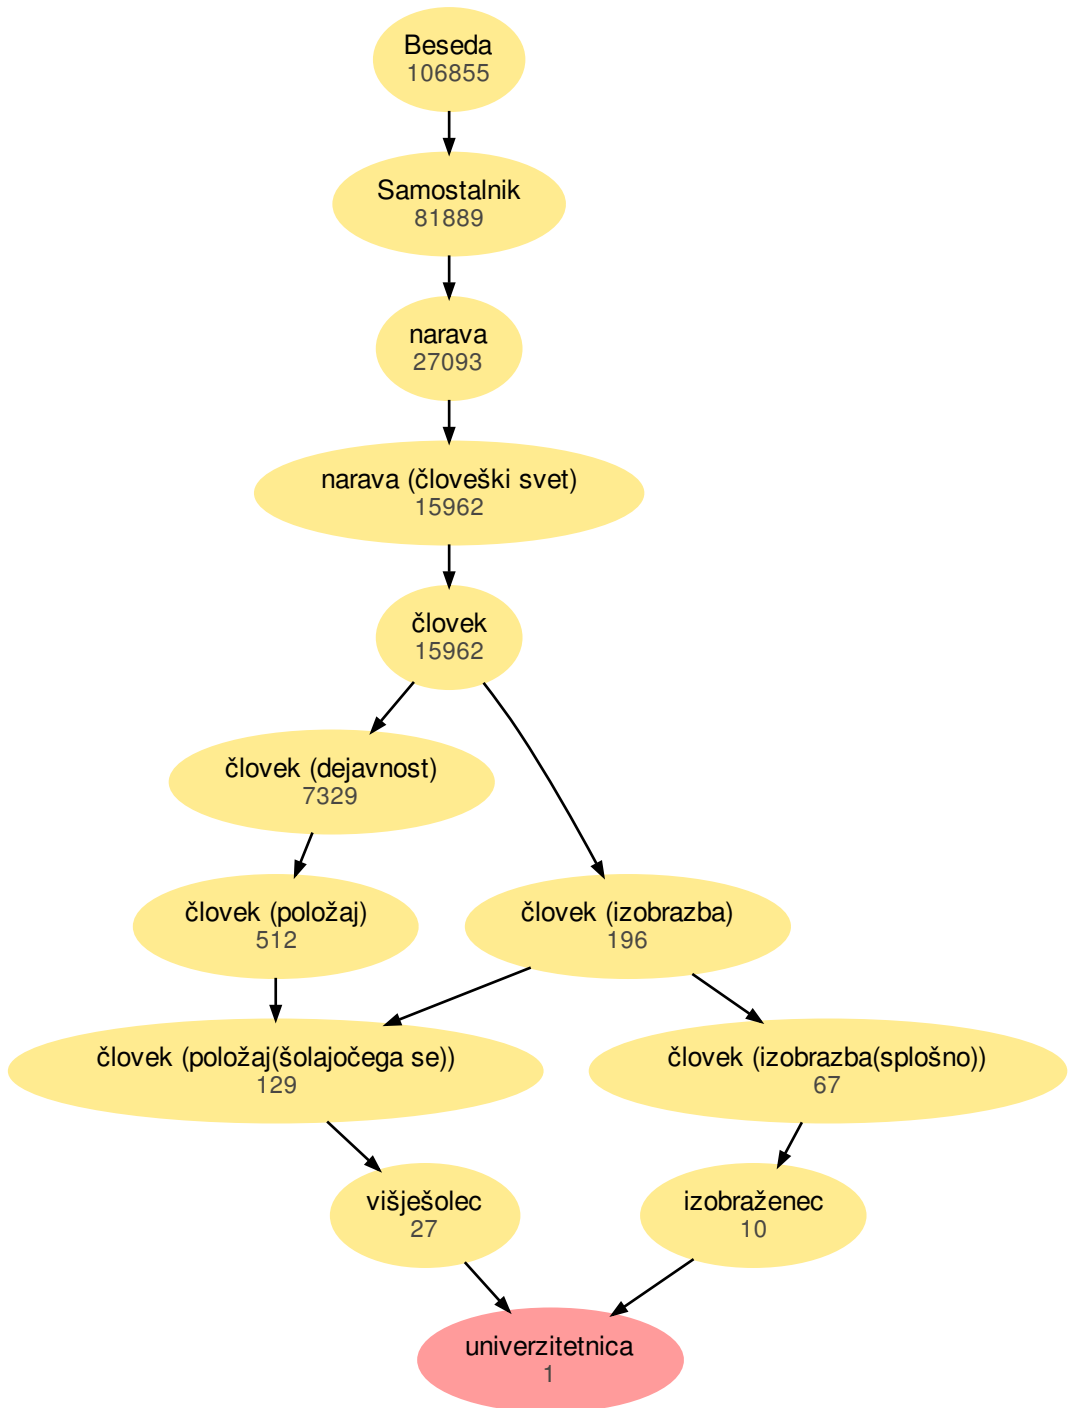 Beseda
106855
Samostalnik
81889
narava
27093
narava (človeški svet)
15962
človek
15962
človek (dejavnost)
7329
človek (položaj)
512
človek (izobrazba)
196
človek (položaj(šolajočega se))
129
človek (izobrazba(splošno))
67
višješolec
27
izobraženec
10
univerzitetnica
1